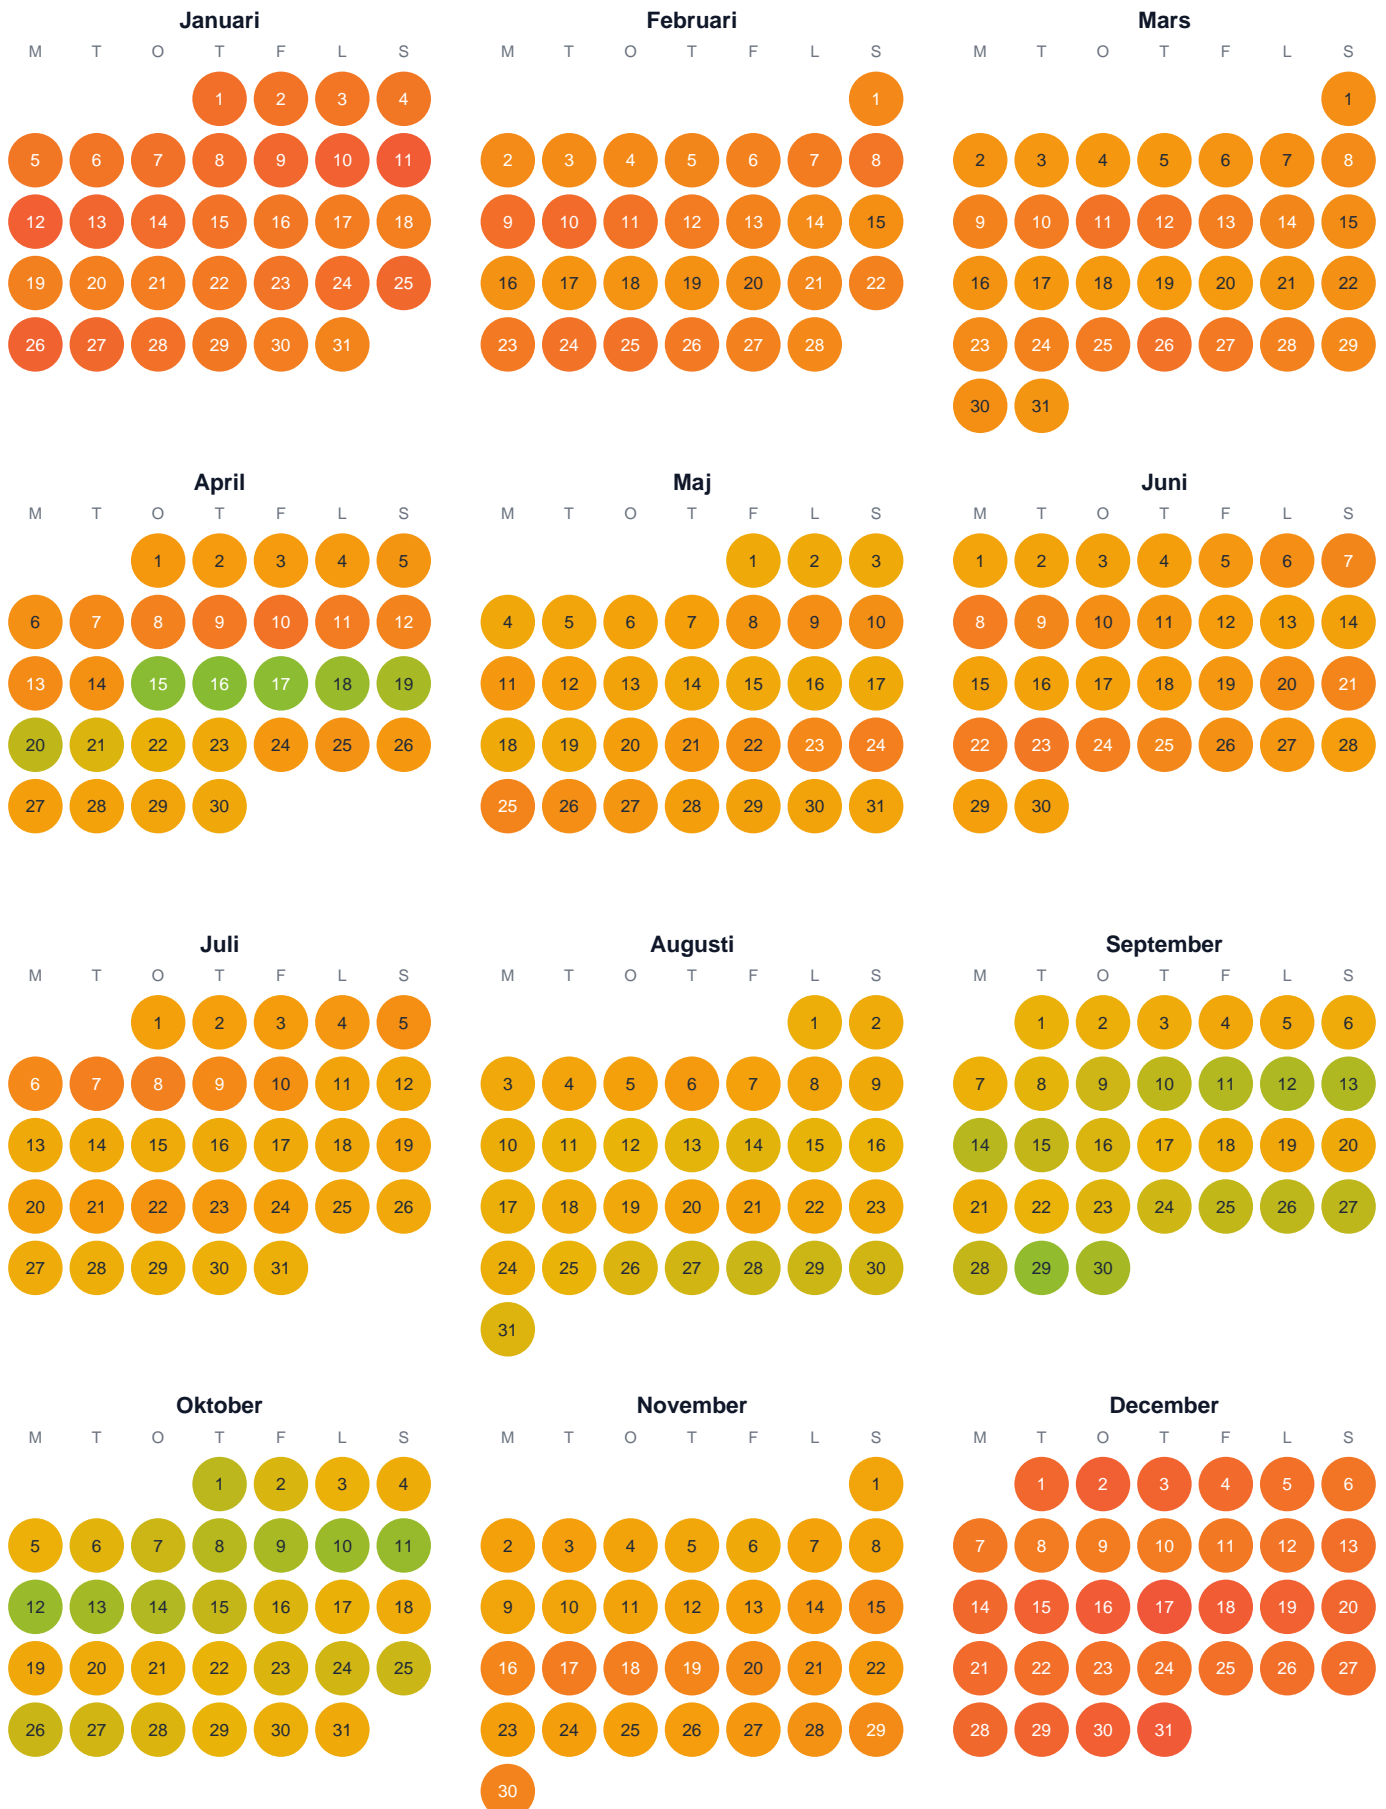 Januari Februari Mars
M T O T F L S M T O T F L S M T O T F L S
1 2 3 4 1 1
5 6 7 8 9 10 11 2 3 4 5 6 7 8 2 3 4 5 6 7 8
12 13 14 15 16 17 18 9 10 11 12 13 14 15 9 10 11 12 13 14 15
19 20 21 22 23 24 25 16 17 18 19 20 21 22 16 17 18 19 20 21 22
26 27 28 29 30 31 23 24 25 26 27 28 23 24 25 26 27 28 29
30 31
April Maj Juni
M T O T F L S M T O T F L S M T O T F L S
1 2 3 4 5 1 2 3 1 2 3 4 5 6 7
6 7 8 9 10 11 12 4 5 6 7 8 9 10 8 9 10 11 12 13 14
13 14 15 16 17 18 19 11 12 13 14 15 16 17 15 16 17 18 19 20 21
20 21 22 23 24 25 26 18 19 20 21 22 23 24 22 23 24 25 26 27 28
27 28 29 30 25 26 27 28 29 30 31 29 30
Juli Augusti September
M T O T F L S M T O T F L S M T O T F L S
1 2 3 4 5 1 2 1 2 3 4 5 6
6 7 8 9 10 11 12 3 4 5 6 7 8 9 7 8 9 10 11 12 13
13 14 15 16 17 18 19 10 11 12 13 14 15 16 14 15 16 17 18 19 20
20 21 22 23 24 25 26 17 18 19 20 21 22 23 21 22 23 24 25 26 27
27 28 29 30 31 24 25 26 27 28 29 30 28 29 30
31
Oktober November December
M T O T F L S M T O T F L S M T O T F L S
1 2 3 4 1 1 2 3 4 5 6
5 6 7 8 9 10 11 2 3 4 5 6 7 8 7 8 9 10 11 12 13
12 13 14 15 16 17 18 9 10 11 12 13 14 15 14 15 16 17 18 19 20
19 20 21 22 23 24 25 16 17 18 19 20 21 22 21 22 23 24 25 26 27
26 27 28 29 30 31 23 24 25 26 27 28 29 28 29 30 31
30